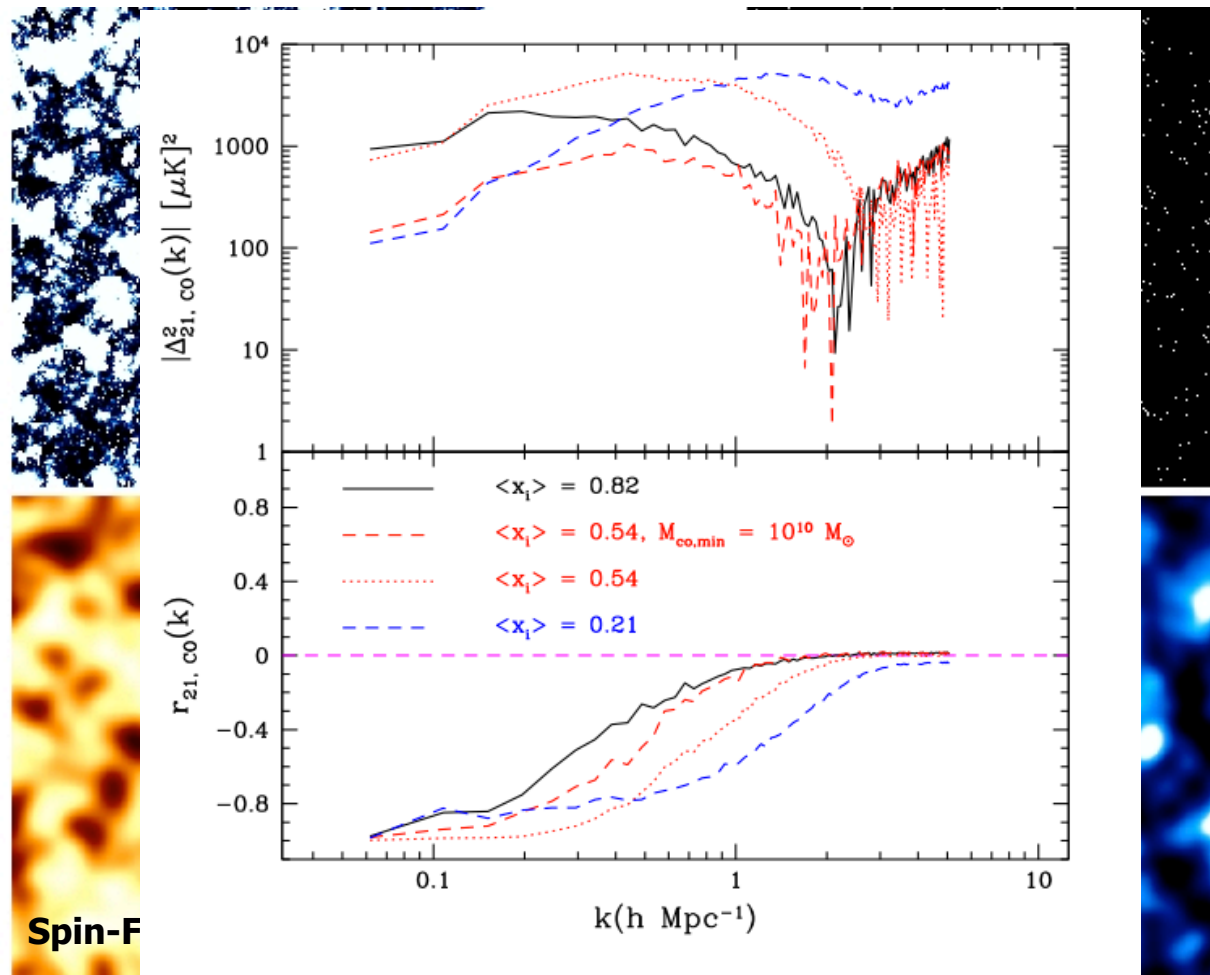 10⁴
1000
100
10
1
|Δ²₂₁, CO(k)| [μK]²
<xᵢ> = 0.82
<xᵢ> = 0.54, M_co,min = 10¹⁰ M_⊙
<xᵢ> = 0.54
<xᵢ> = 0.21
0.8
0.4
0
−0.4
−0.8
r₂₁, CO(k)
0.1 1 10
k(h Mpc⁻¹)
Spin-F